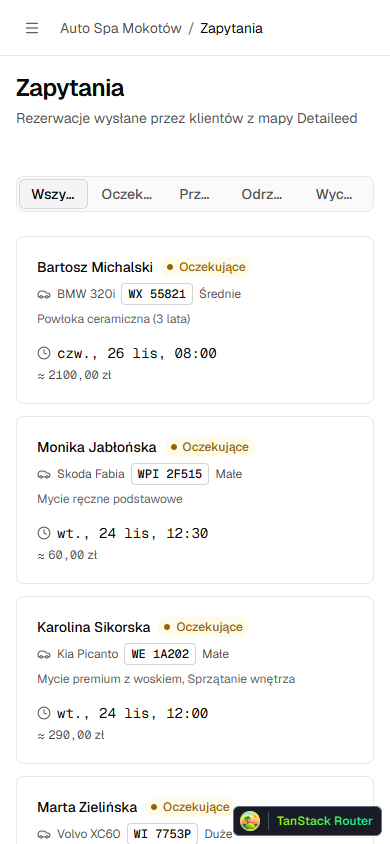 Auto Spa Mokotów / Zapytania
Zapytania
Rezerwacje wysłane przez klientów z mapy Detaileed
Wszy... Oczek... Prz... Odrz... Wyc...
Bartosz Michalski Oczekujące
BMW 320i WX 55821 Średnie
Powłoka ceramiczna (3 lata)
czw., 26 lis, 08:00
≈ 2100,00 zł
Monika Jabłońska Oczekujące
Skoda Fabia WPI 2F515 Małe
Mycie ręczne podstawowe
wt., 24 lis, 12:30
≈ 60,00 zł
Karolina Sikorska Oczekujące
Kia Picanto WE 1A202 Małe
Mycie premium z woskiem, Sprzątanie wnętrza
wt., 24 lis, 12:00
≈ 290,00 zł
Marta Zielińska Oczekujące
Volvo XC60 WI 7753P Duże
TanStack Router